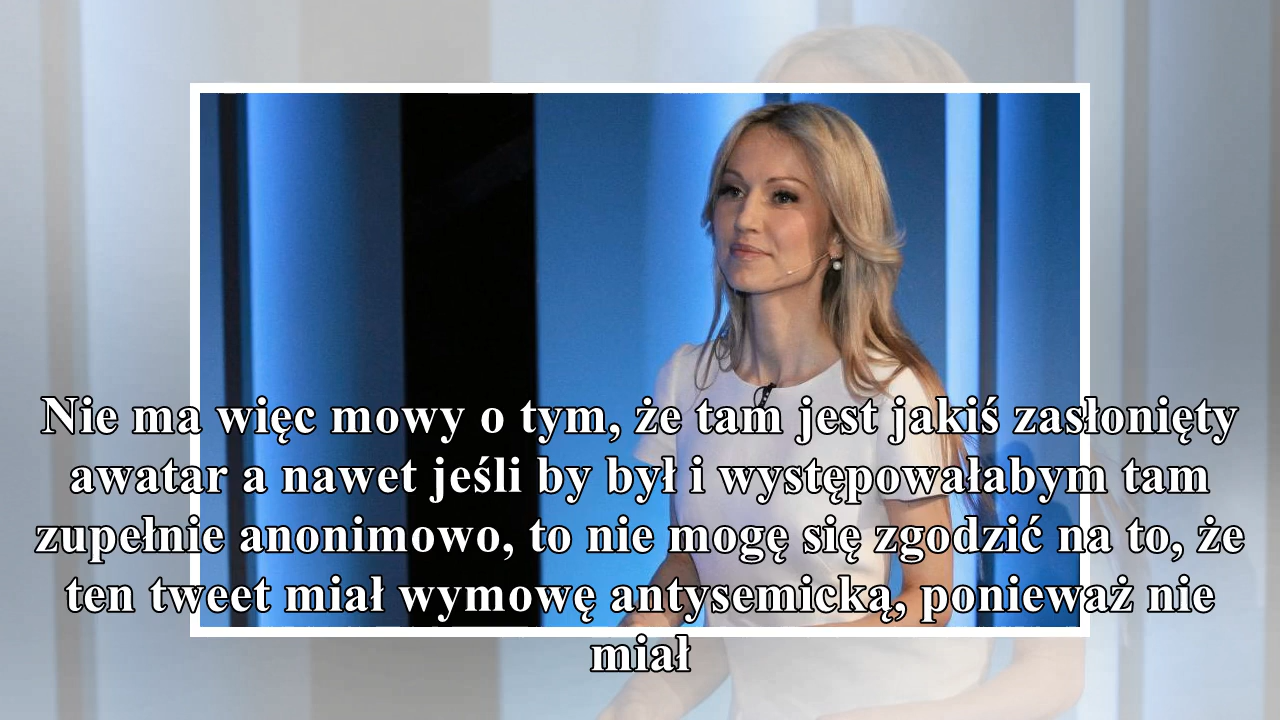 Nie ma więc mowy o tym, że tam jest jakiś zasłonięty
awatar a nawet jeśli by był i występowałabym tam
zupełnie anonimowo, to nie mogę się zgodzić na to, że
ten tweet miał wymowę antysemicką, ponieważ nie
miał